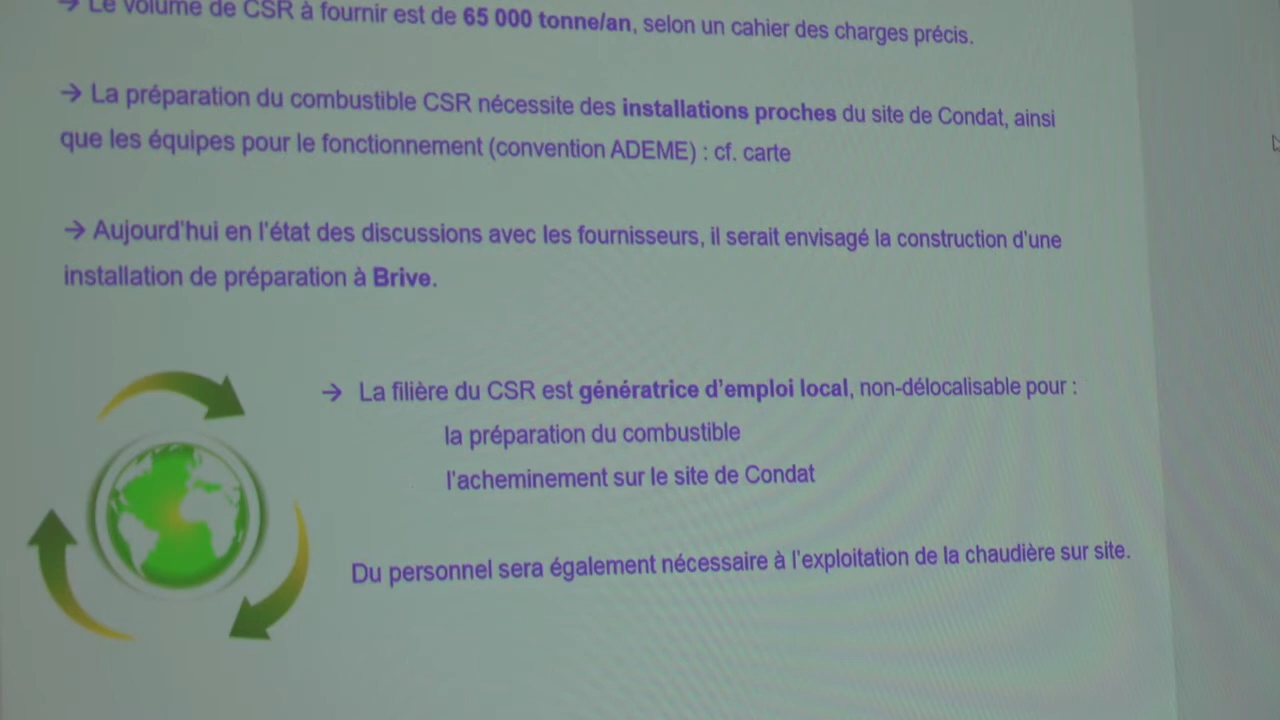 → Le volume de CSR à fournir est de 65 000 tonne/an, selon un cahier des charges précis.
→ La préparation du combustible CSR nécessite des installations proches du site de Condat, ainsi
que les équipes pour le fonctionnement (convention ADEME) : cf. carte
→ Aujourd'hui en l'état des discussions avec les fournisseurs, il serait envisagé la construction d'une
installation de préparation à Brive.
→ La filière du CSR est génératrice d'emploi local, non-délocalisable pour :
la préparation du combustible
l'acheminement sur le site de Condat
Du personnel sera également nécessaire à l'exploitation de la chaudière sur site.